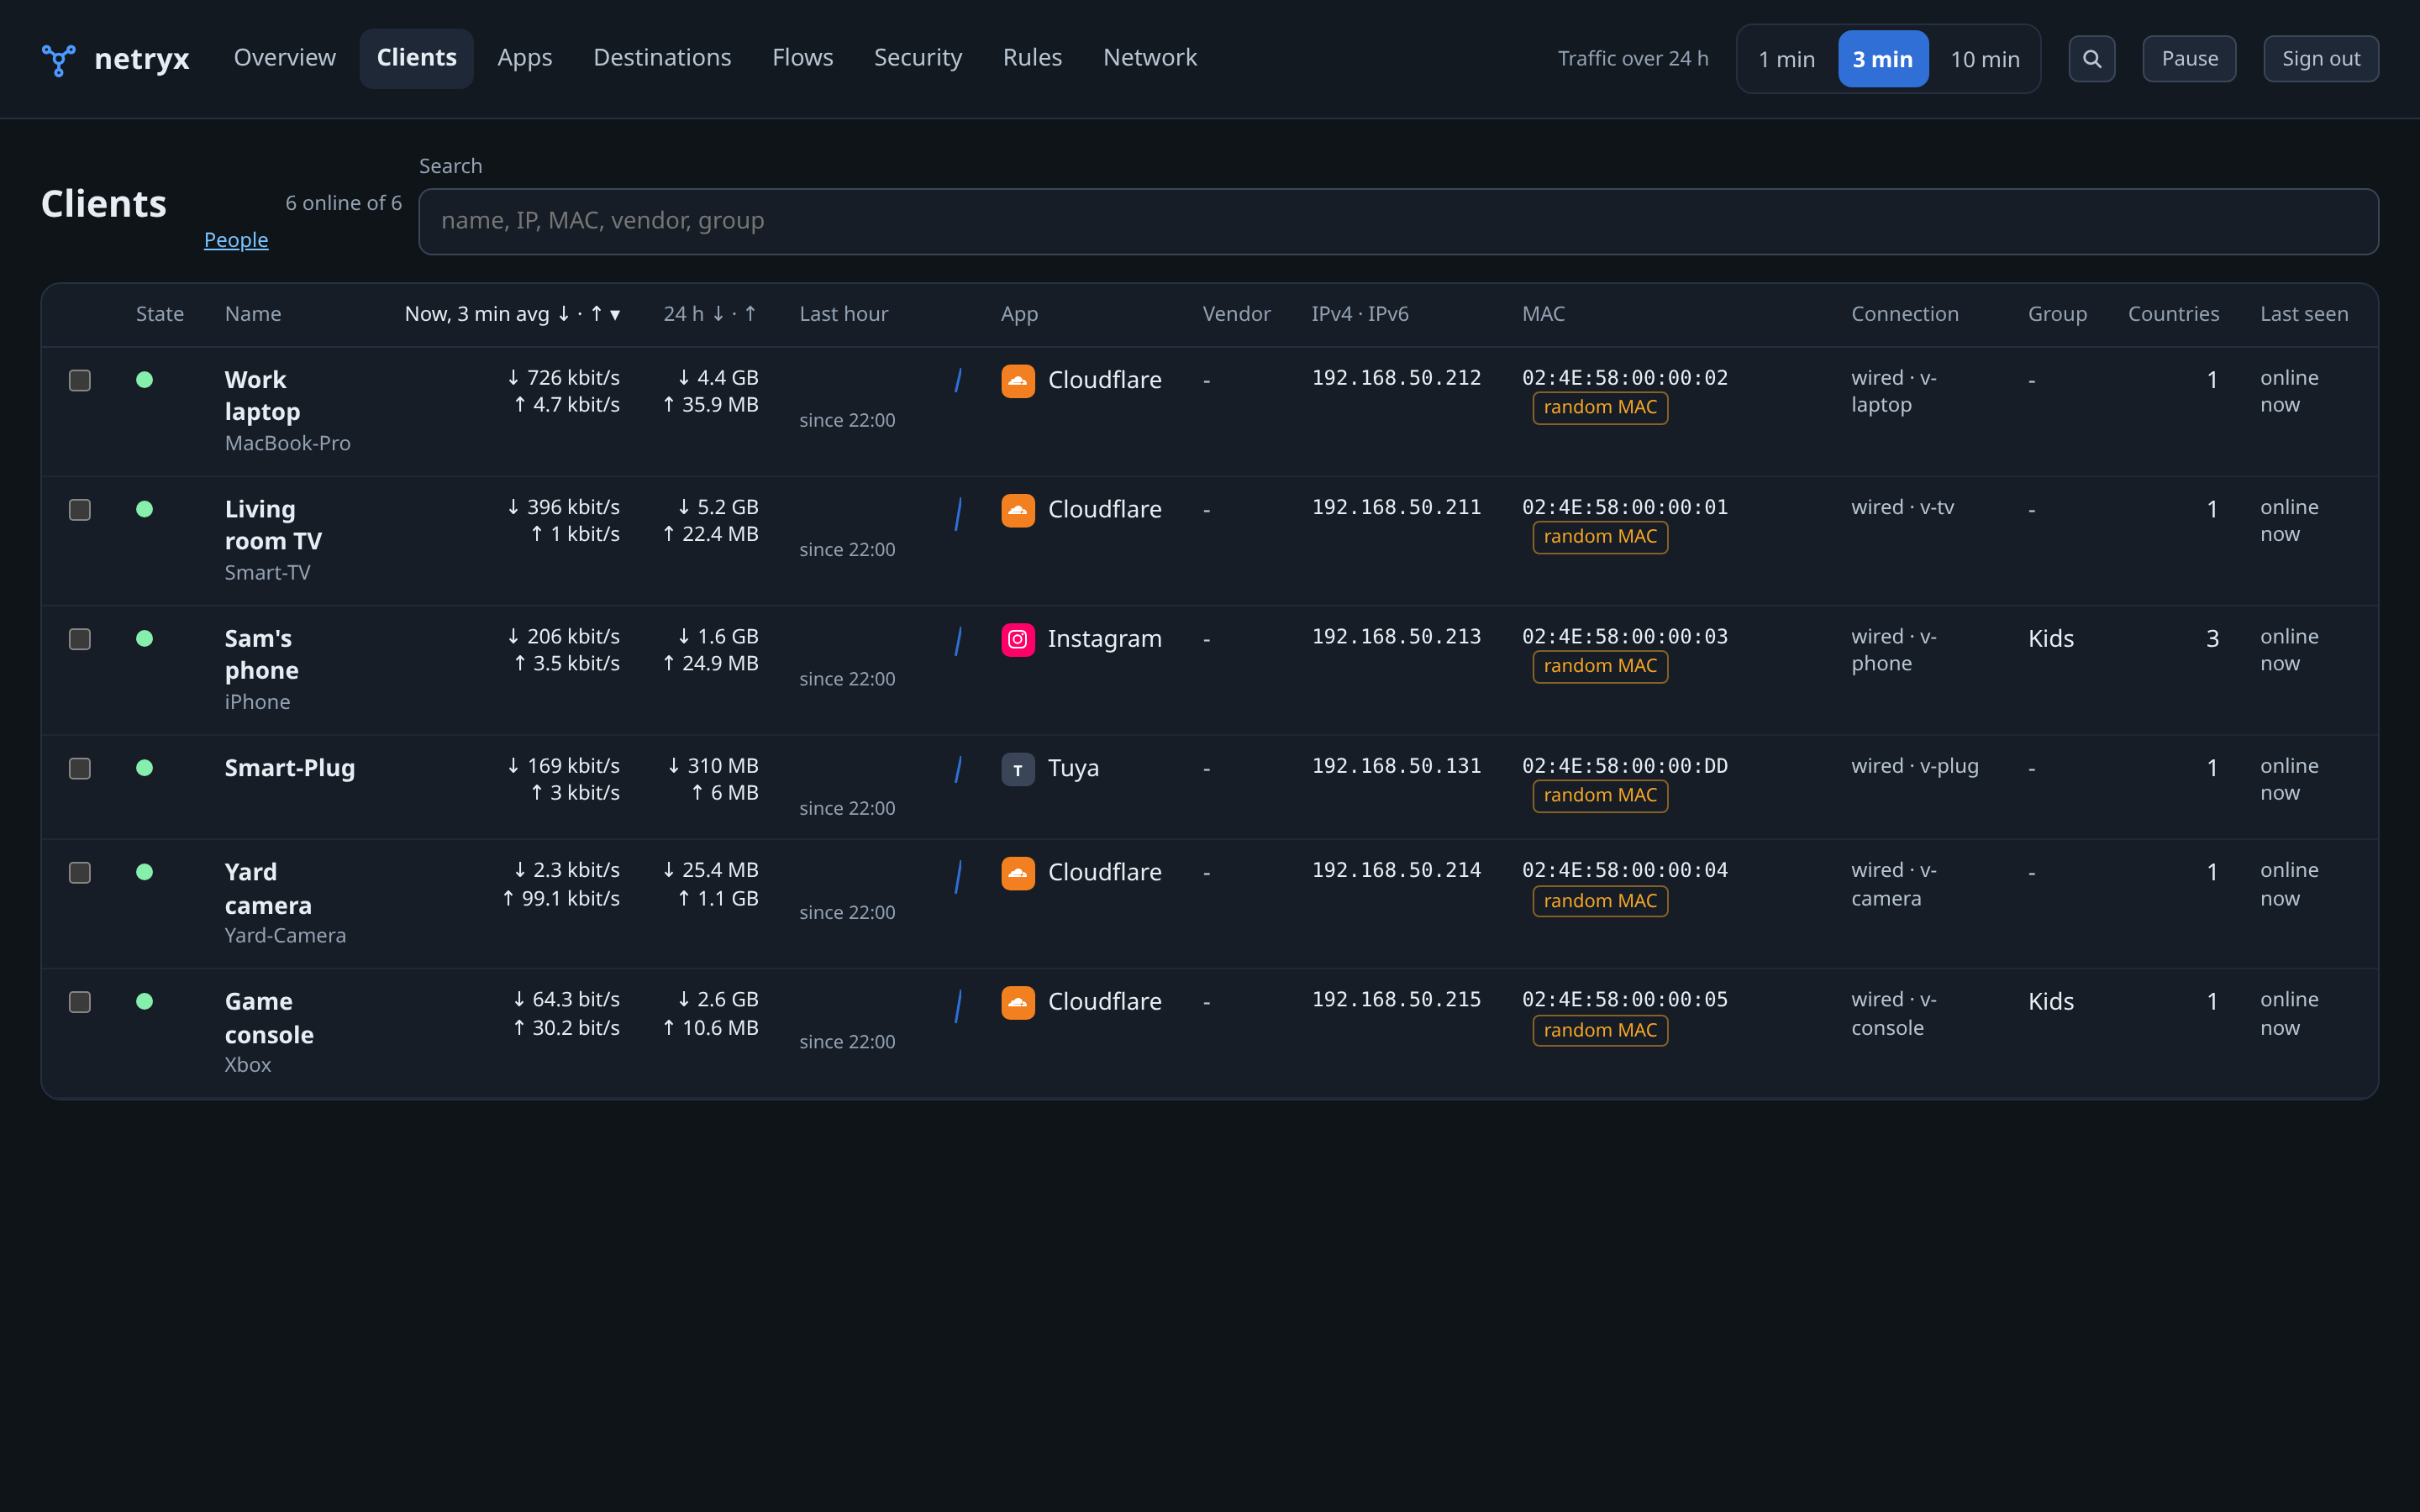 netryx Overview Clients Apps Destinations Flows Security Rules Network Traffic over 24 h 1 min 3 min 10 min Pause Sign out
Search
Clients 6 online of 6 name, IP, MAC, vendor, group
People
State Name Now, 3 min avg ↓ · ↑ ▾ 24 h ↓ · ↑ Last hour App Vendor IPv4 · IPv6 MAC Connection Group Countries Last seen
Work ↓ 726 kbit/s ↓ 4.4 GB Cloudflare - 192.168.50.212 02:4E:58:00:00:02 wired · v- - 1 online
laptop ↑ 4.7 kbit/s ↑ 35.9 MB since 22:00 random MAC laptop now
MacBook-Pro
Living ↓ 396 kbit/s ↓ 5.2 GB Cloudflare - 192.168.50.211 02:4E:58:00:00:01 wired · v-tv - 1 online
room TV ↑ 1 kbit/s ↑ 22.4 MB since 22:00 random MAC now
Smart-TV
Sam's ↓ 206 kbit/s ↓ 1.6 GB Instagram - 192.168.50.213 02:4E:58:00:00:03 wired · v- Kids 3 online
phone ↑ 3.5 kbit/s ↑ 24.9 MB since 22:00 random MAC phone now
iPhone
Smart-Plug ↓ 169 kbit/s ↓ 310 MB T Tuya - 192.168.50.131 02:4E:58:00:00:DD wired · v-plug - 1 online
↑ 3 kbit/s ↑ 6 MB since 22:00 random MAC now
Yard ↓ 2.3 kbit/s ↓ 25.4 MB Cloudflare - 192.168.50.214 02:4E:58:00:00:04 wired · v- - 1 online
camera ↑ 99.1 kbit/s ↑ 1.1 GB since 22:00 random MAC camera now
Yard-Camera
Game ↓ 64.3 bit/s ↓ 2.6 GB Cloudflare - 192.168.50.215 02:4E:58:00:00:05 wired · v- Kids 1 online
console ↑ 30.2 bit/s ↑ 10.6 MB since 22:00 random MAC console now
Xbox